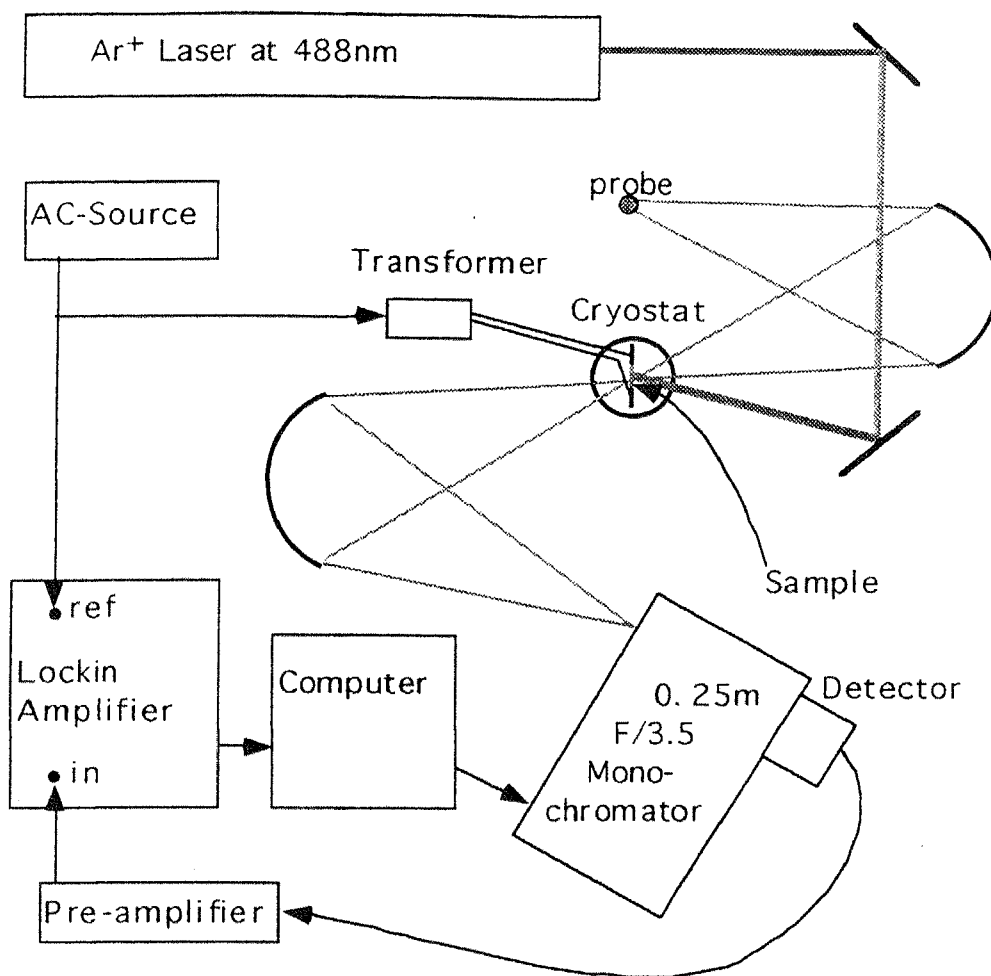 Ar+ Laser at 488nm
AC-Source
probe
Transformer
Cryostat
Sample
ref
Lockin
Amplifier
in
Computer
0.25m
F/3.5
Mono-
chromator
Detector
Pre-amplifier